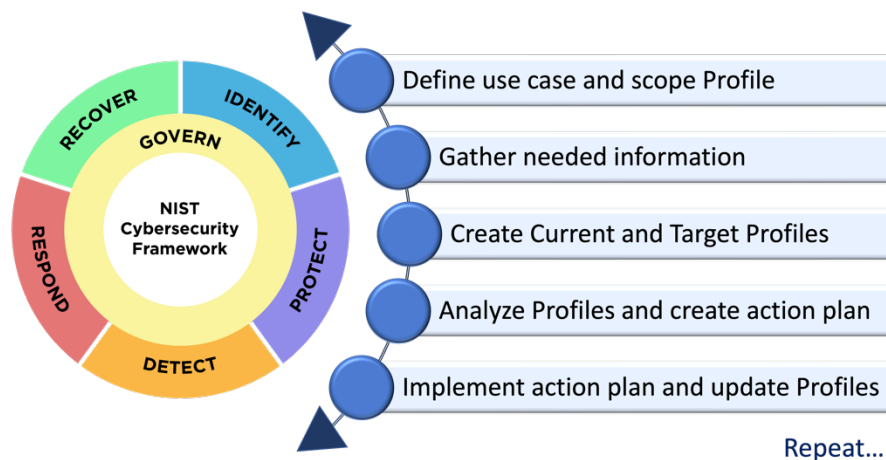 RECOVER
IDENTIFY
GOVERN
NIST
Cybersecurity
Framework
RESPOND
PROTECT
DETECT
Define use case and scope Profile
Gather needed information
Create Current and Target Profiles
Analyze Profiles and create action plan
Implement action plan and update Profiles
Repeat...